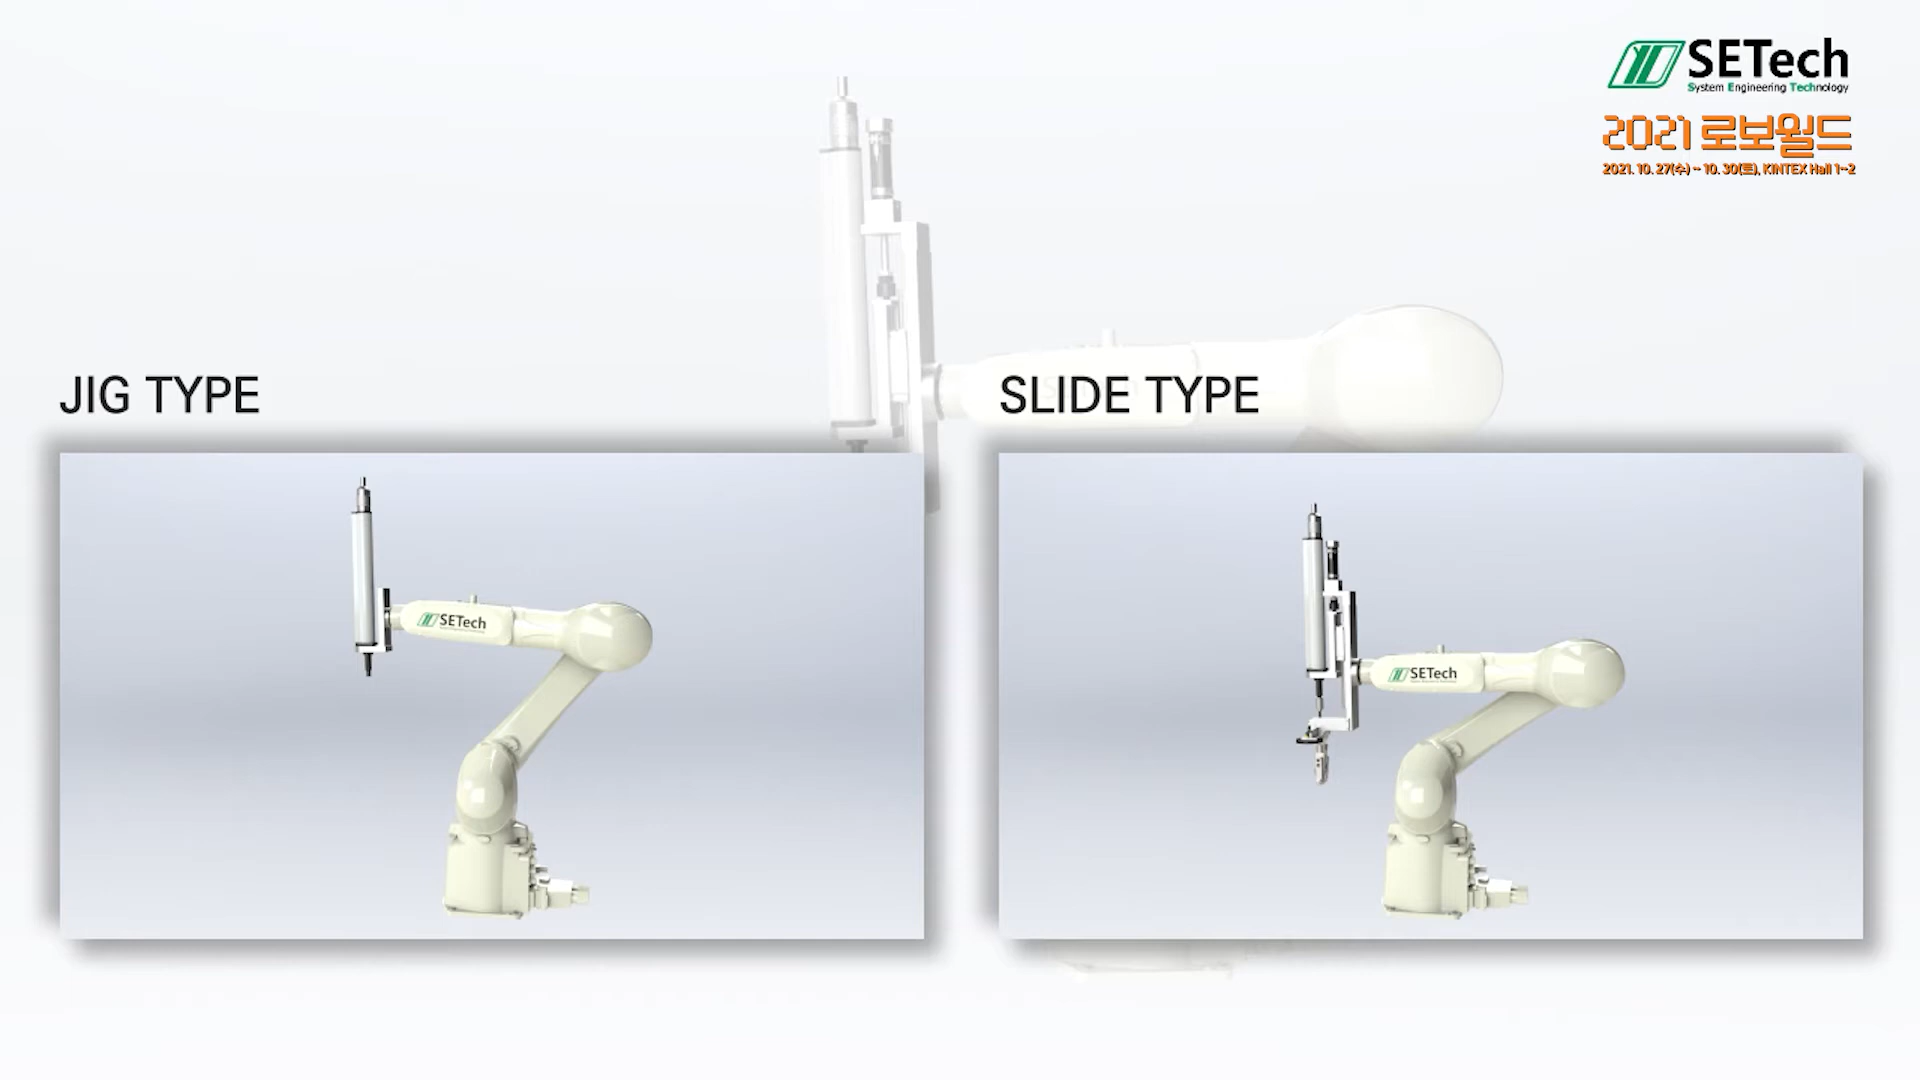 SETech
System Engineering Technology
2021 로보월드
2021. 10. 27(수) ~ 10. 30(토), KINTEX Hall 1~2
JIG TYPE
SLIDE TYPE
SETech
SETech